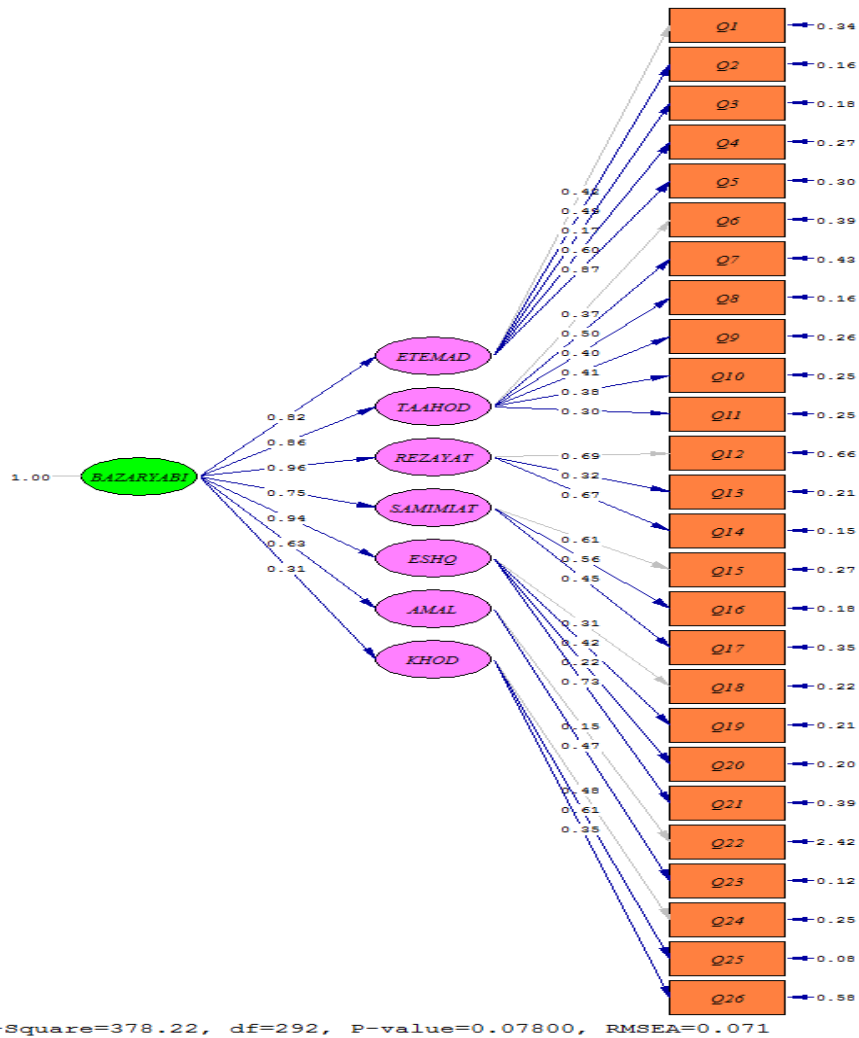 Q1 0.34
Q2 0.16
Q3 0.18
Q4 0.27
Q5 0.30
Q6 0.39
Q7 0.43
Q8 0.16
Q9 0.26
Q10 0.25
Q11 0.25
Q12 0.66
Q13 0.21
Q14 0.15
Q15 0.27
Q16 0.18
Q17 0.35
Q18 0.22
Q19 0.21
Q20 0.20
Q21 0.39
Q22 2.42
Q23 0.12
Q24 0.25
Q25 0.08
Q26 0.58
0.42
0.49
0.17
0.60
0.87
0.37
0.50
0.40
0.41
0.38
0.30
0.69
0.32
0.67
0.61
0.56
0.45
0.31
0.42
0.22
0.73
0.15
0.47
0.48
0.61
0.35
ETEMAD
TAAHOD
REZAYAT
SAMIMIAT
ESHQ
AMAL
KHOD
0.82
0.86
0.96
0.75
0.94
0.63
0.31
1.00 BAZARYABI
-Square=378.22, df=292, P-value=0.07800, RMSEA=0.071